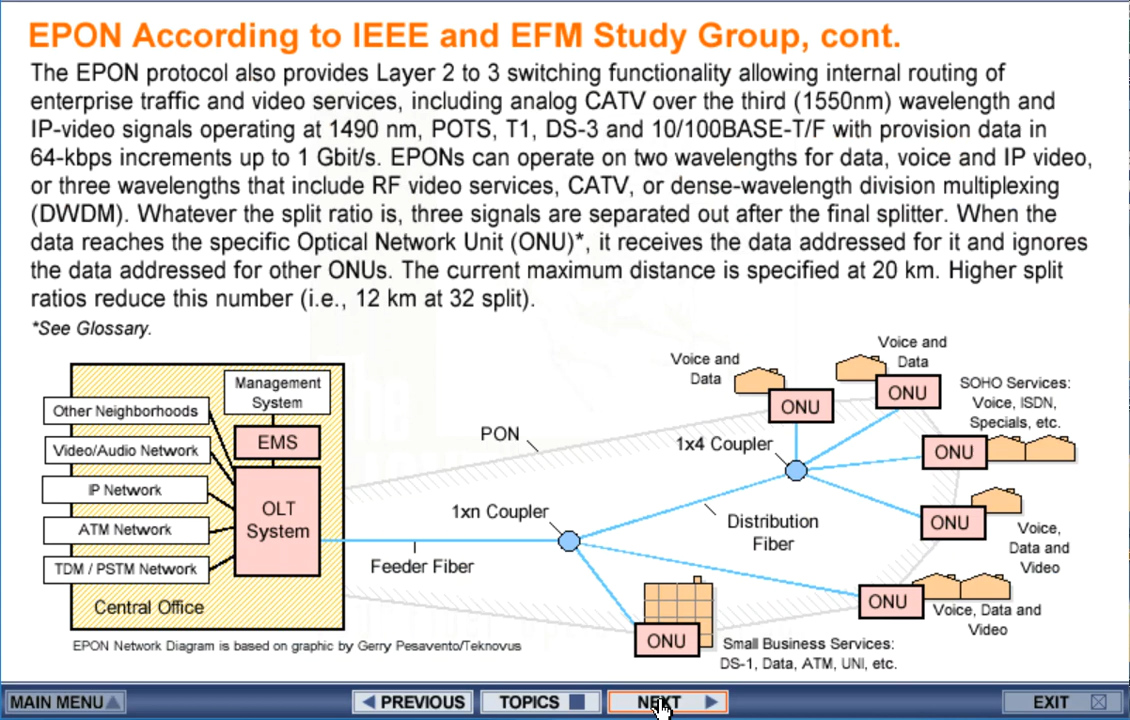 EPON According to IEEE and EFM Study Group, cont.
The EPON protocol also provides Layer 2 to 3 switching functionality allowing internal routing of
enterprise traffic and video services, including analog CATV over the third (1550nm) wavelength and
IP-video signals operating at 1490 nm, POTS, T1, DS-3 and 10/100BASE-T/F with provision data in
64-kbps increments up to 1 Gbit/s. EPONs can operate on two wavelengths for data, voice and IP video,
or three wavelengths that include RF video services, CATV, or dense-wavelength division multiplexing
(DWDM). Whatever the split ratio is, three signals are separated out after the final splitter. When the
data reaches the specific Optical Network Unit (ONU)*, it receives the data addressed for it and ignores
the data addressed for other ONUs. The current maximum distance is specified at 20 km. Higher split
ratios reduce this number (i.e., 12 km at 32 split).
*See Glossary.
Management
System
Other Neighborhoods
EMS
Video/Audio Network
IP Network
OLT
System
ATM Network
TDM / PSTM Network
Central Office
EPON Network Diagram is based on graphic by Gerry Pesavento/Teknovus
PON
1xn Coupler
Feeder Fiber
1x4 Coupler
Distribution
Fiber
Voice and
Data
ONU
Voice and
Data
ONU
SOHO Services:
Voice, ISDN,
Specials, etc.
ONU
ONU
Voice,
Data and
Video
ONU
Voice, Data and
Video
ONU
Small Business Services:
DS-1, Data, ATM, UNI, etc.
MAIN MENU
PREVIOUS
TOPICS
NEXT
EXIT